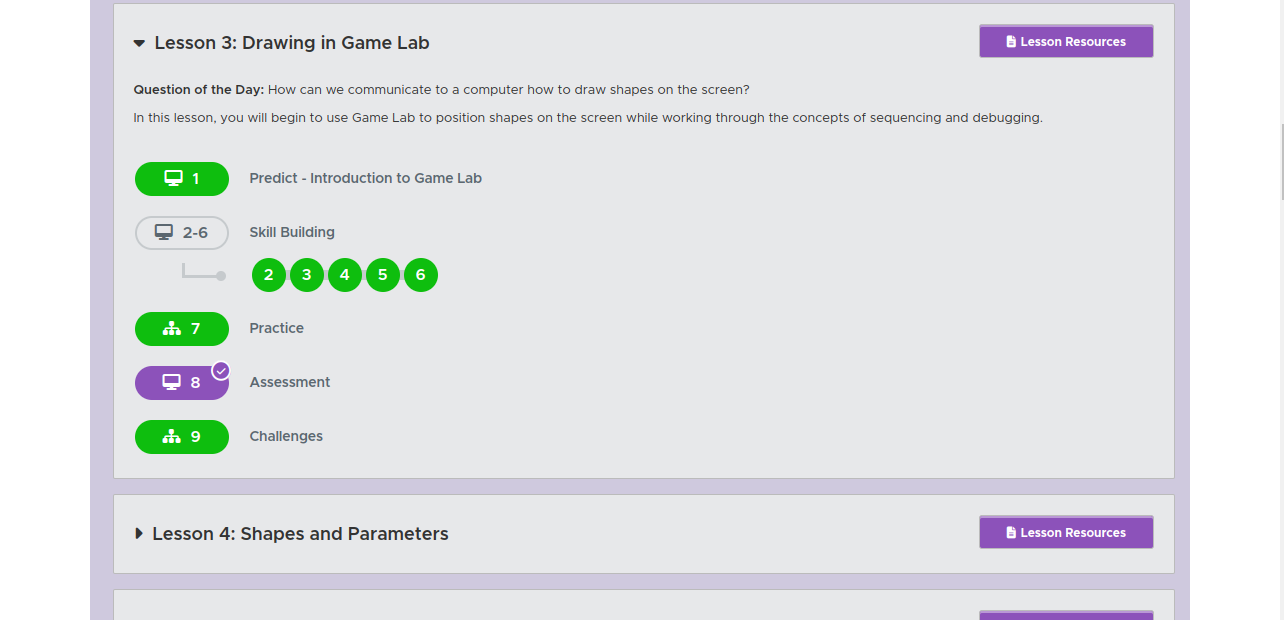 Lesson 3: Drawing in Game Lab
Lesson Resources
Question of the Day: How can we communicate to a computer how to draw shapes on the screen?
In this lesson, you will begin to use Game Lab to position shapes on the screen while working through the concepts of sequencing and debugging.
1 Predict - Introduction to Game Lab
2-6 Skill Building
2 3 4 5 6
7 Practice
8 Assessment
9 Challenges
Lesson 4: Shapes and Parameters
Lesson Resources